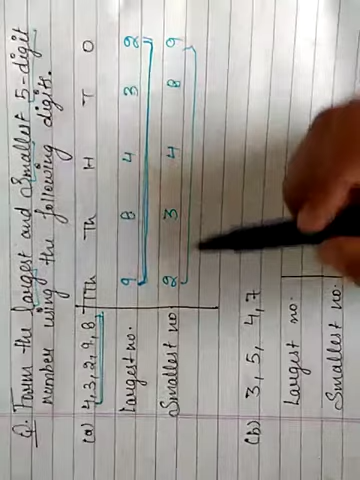 Q. Form the largest and Smallest 5-digit
number using the following digits.
(a) 4,3,2,9,8 TTh Th H T O
Largest no. 9 8 4 3 2
Smallest no. 2 3 4 8 9
(b) 3, 5, 4, 7
Largest no.
Smallest no.